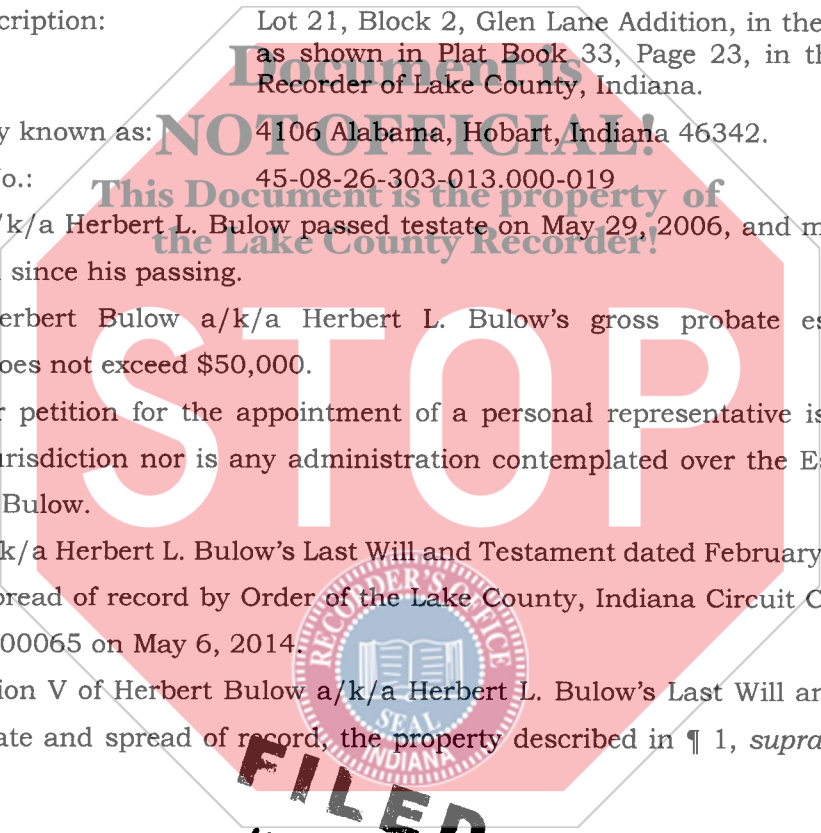 cription: Lot 21, Block 2, Glen Lane Addition, in the
as shown in Plat Book 33, Page 23, in th
Recorder of Lake County, Indiana.
y known as: 4106 Alabama, Hobart, Indiana 46342.
o.: 45-08-26-303-013.000-019
/k/a Herbert L. Bulow passed testate on May 29, 2006, and m
since his passing.
erbert Bulow a/k/a Herbert L. Bulow's gross probate es
oes not exceed $50,000.
r petition for the appointment of a personal representative is
urisdiction nor is any administration contemplated over the E
Bulow.
k/a Herbert L. Bulow's Last Will and Testament dated February
pread of record by Order of the Lake County, Indiana Circuit C
00065 on May 6, 2014.
ion V of Herbert Bulow a/k/a Herbert L. Bulow's Last Will an
ate and spread of record, the property described in ¶ 1, supra
Document is
NOT OFFICIAL!
This Document is the property of
the Lake County Recorder!
STOP
RECORDER'S OFFICE
SEAL
INDIANA
FILED